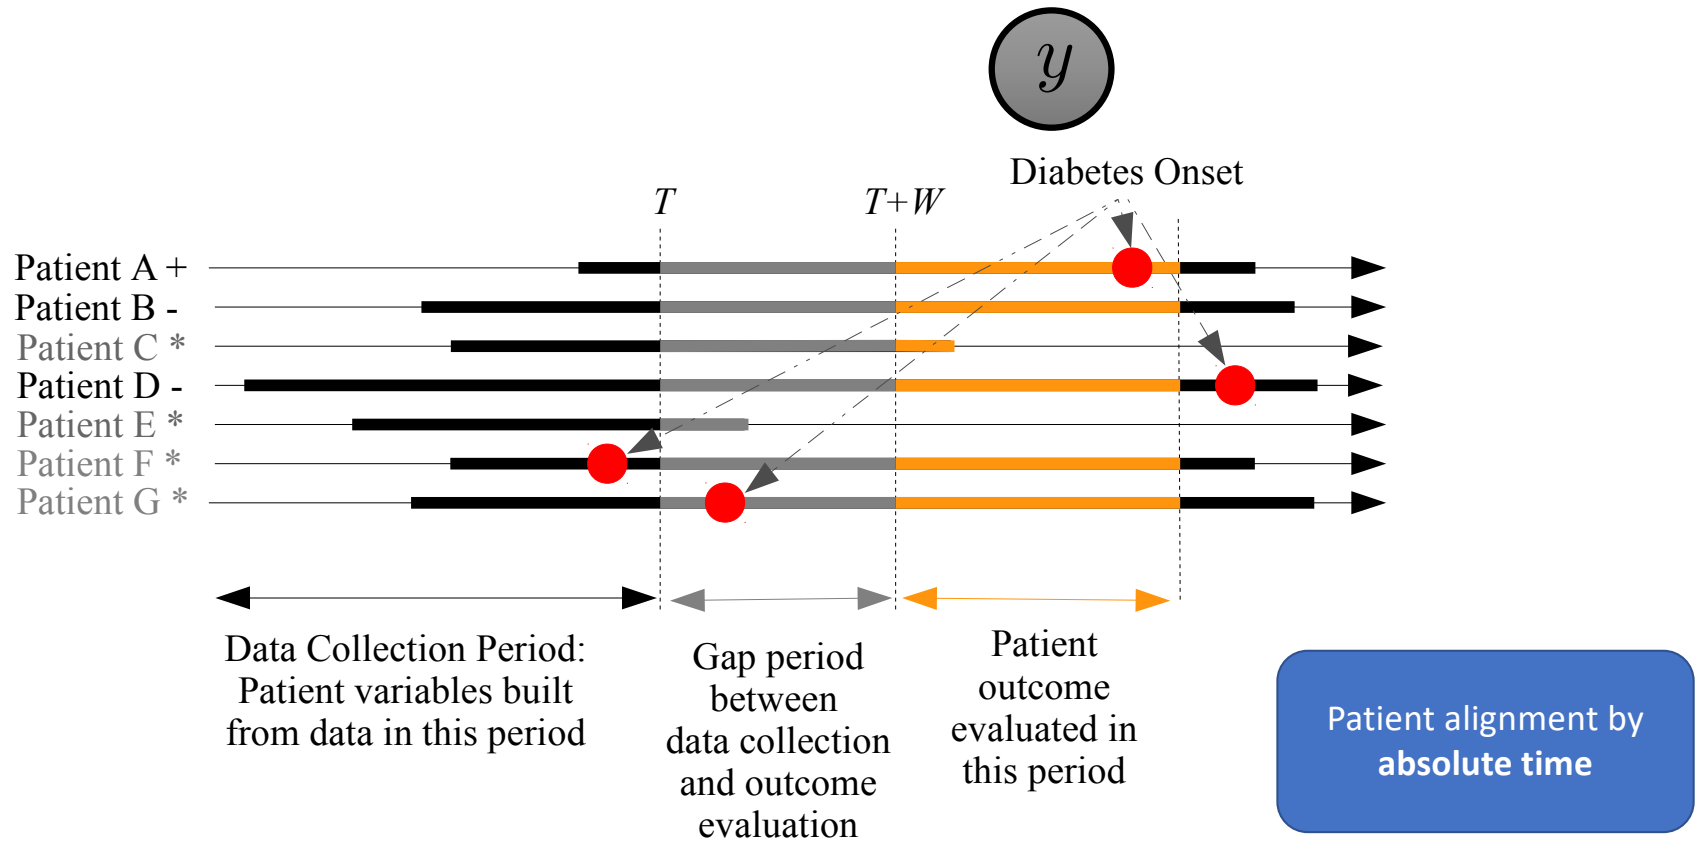 y
Diabetes Onset
T
T+W
Patient A +
Patient B -
Patient C *
Patient D -
Patient E *
Patient F *
Patient G *
Data Collection Period:
Patient variables built
from data in this period
Gap period
between
data collection
and outcome
evaluation
Patient
outcome
evaluated in
this period
Patient alignment by
absolute time